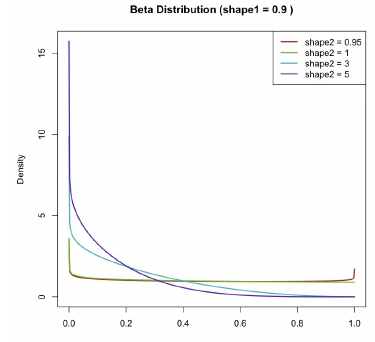 Beta Distribution (shape1 = 0.9 )
shape2 = 0.95
shape2 = 1
shape2 = 3
shape2 = 5
Density
15
10
5
0
0.0 0.2 0.4 0.6 0.8 1.0